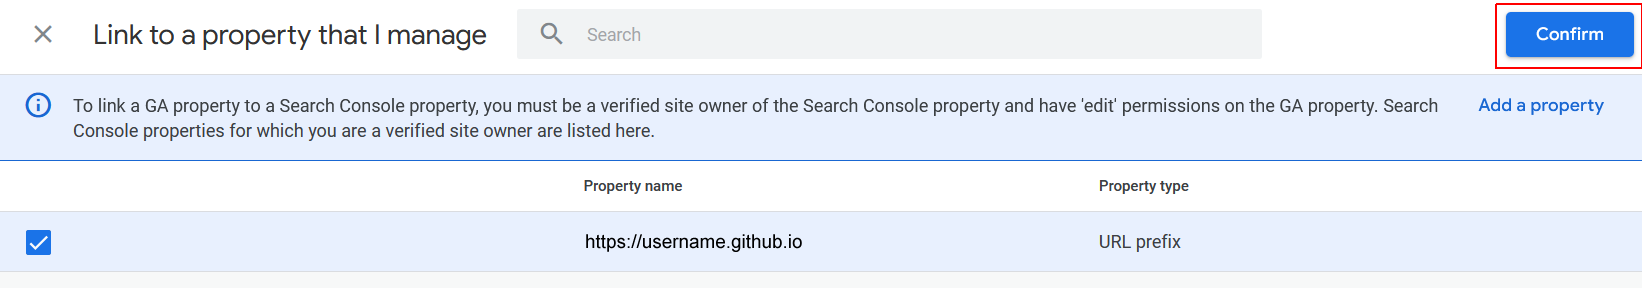 Link to a property that I manage
Search
Confirm
To link a GA property to a Search Console property, you must be a verified site owner of the Search Console property and have 'edit' permissions on the GA property. Search
Console properties for which you are a verified site owner are listed here.
Add a property
Property name
Property type
https://username.github.io
URL prefix